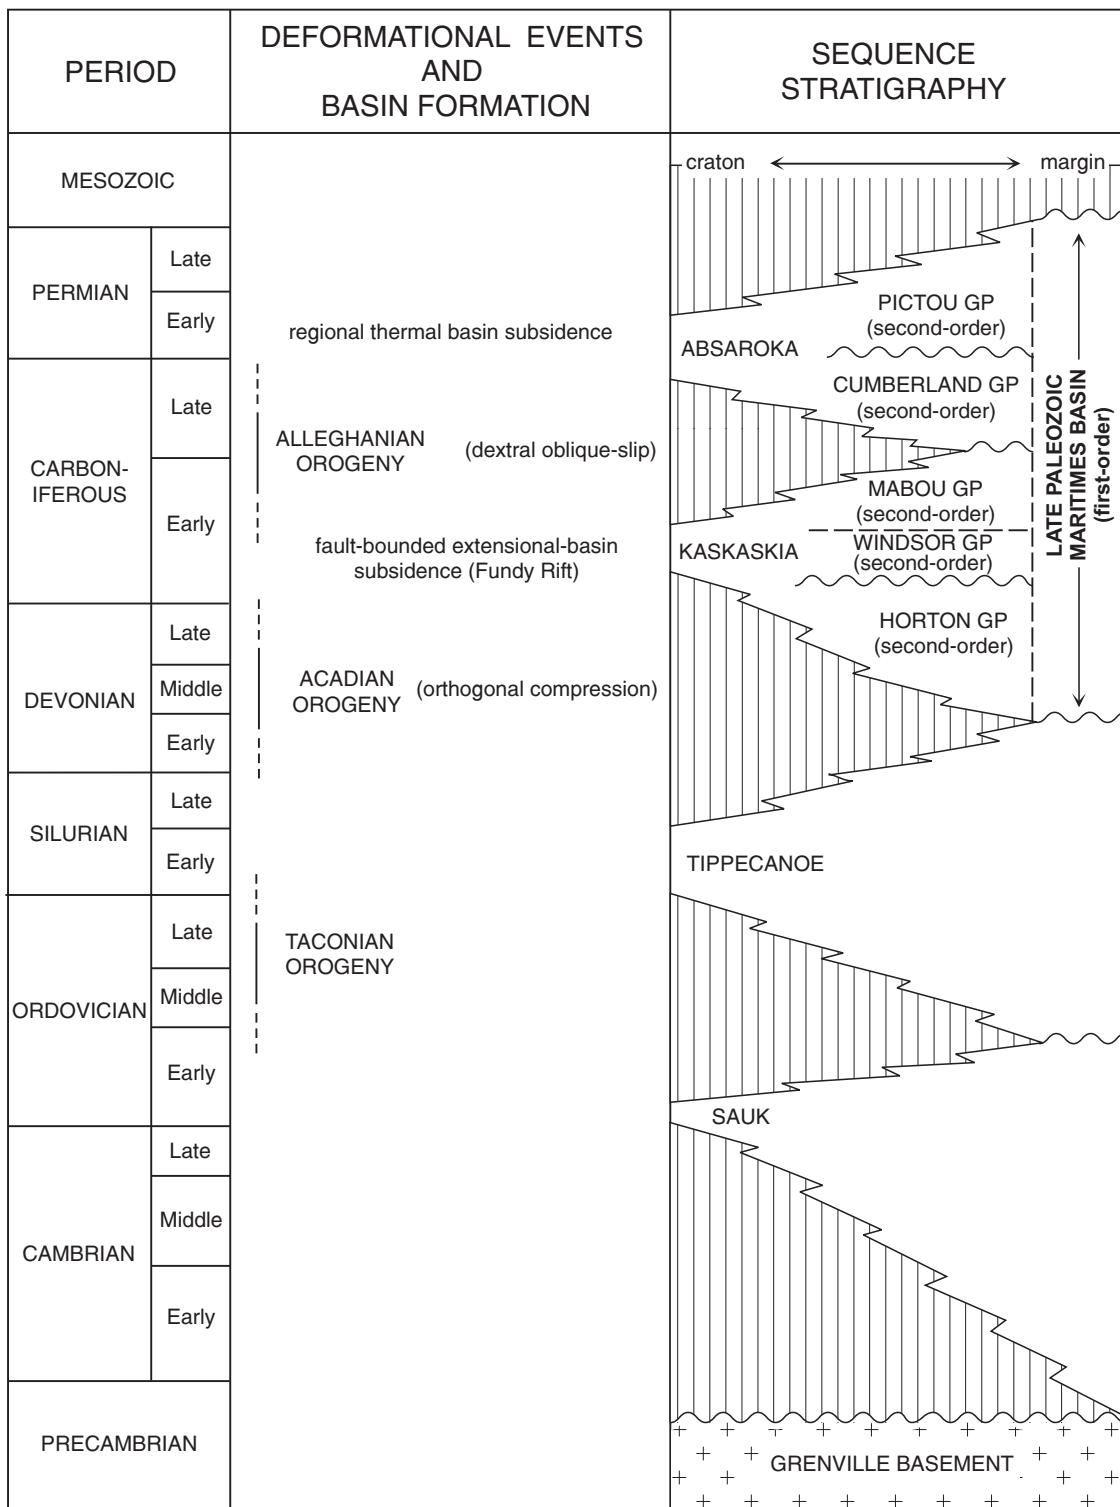 PERIOD
DEFORMATIONAL EVENTS
AND
BASIN FORMATION
SEQUENCE
STRATIGRAPHY
MESOZOIC
craton
margin
PERMIAN
Late
Early
regional thermal basin subsidence
PICTOU GP
(second-order)
ABSAROKA
CARBON-
IFEROUS
Late
Early
ALLEGHANIAN
OROGENY
(dextral oblique-slip)
CUMBERLAND GP
(second-order)
MABOU GP
(second-order)
fault-bounded extensional-basin
subsidence (Fundy Rift)
KASKASKIA
WINDSOR GP
(second-order)
HORTON GP
(second-order)
LATE PALEOZOIC
MARITIMES BASIN
(first-order)
DEVONIAN
Late
Middle
Early
ACADIAN
OROGENY
(orthogonal compression)
SILURIAN
Late
Early
TIPPECANOE
ORDOVICIAN
Late
Middle
Early
TACONIAN
OROGENY
SAUK
CAMBRIAN
Late
Middle
Early
PRECAMBRIAN
GRENVILLE BASEMENT